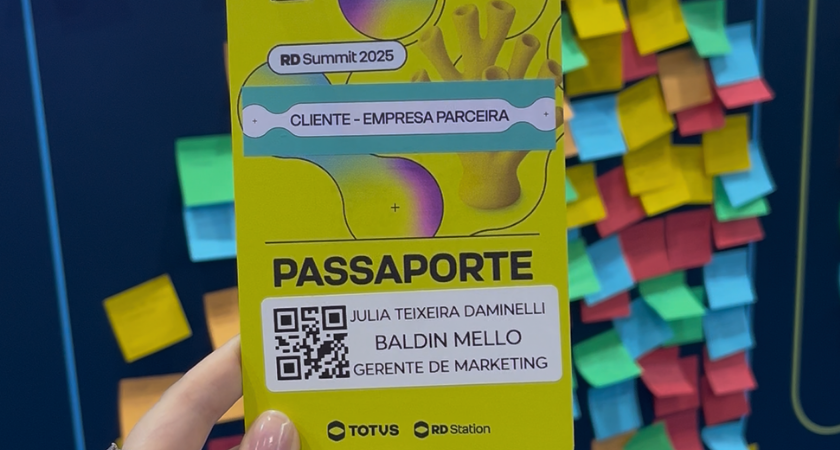 RD Summit 2025
CLIENTE - EMPRESA PARCEIRA
PASSAPORTE
JULIA TEIXEIRA DAMINELLI
BALDIN MELLO
GERENTE DE MARKETING
TOTVS RD Station